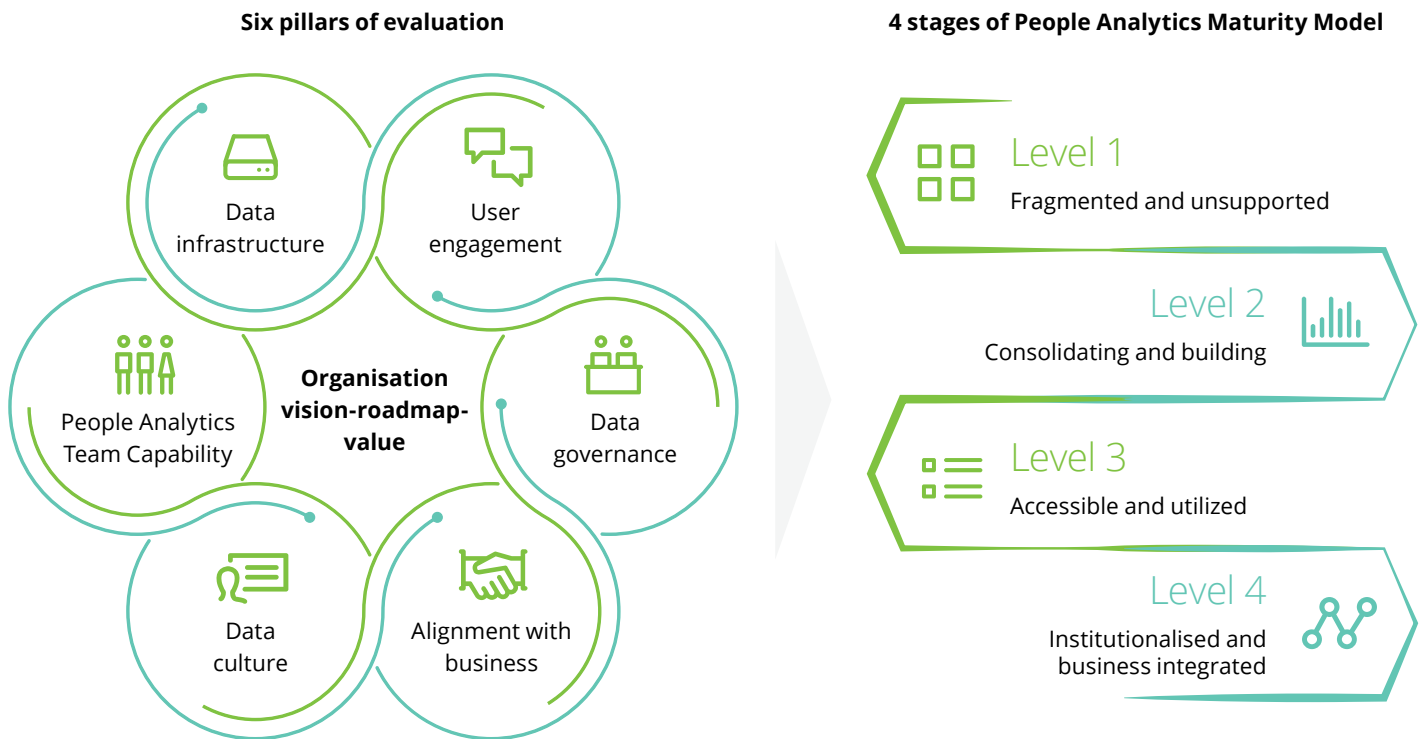 Six pillars of evaluation
Data
infrastructure
User
engagement
People Analytics
Team Capability
Organisation
vision-roadmap-
value
Data
governance
Data
culture
Alignment with
business
4 stages of People Analytics Maturity Model
Level 1
Fragmented and unsupported
Level 2
Consolidating and building
Level 3
Accessible and utilized
Level 4
Institutionalised and
business integrated